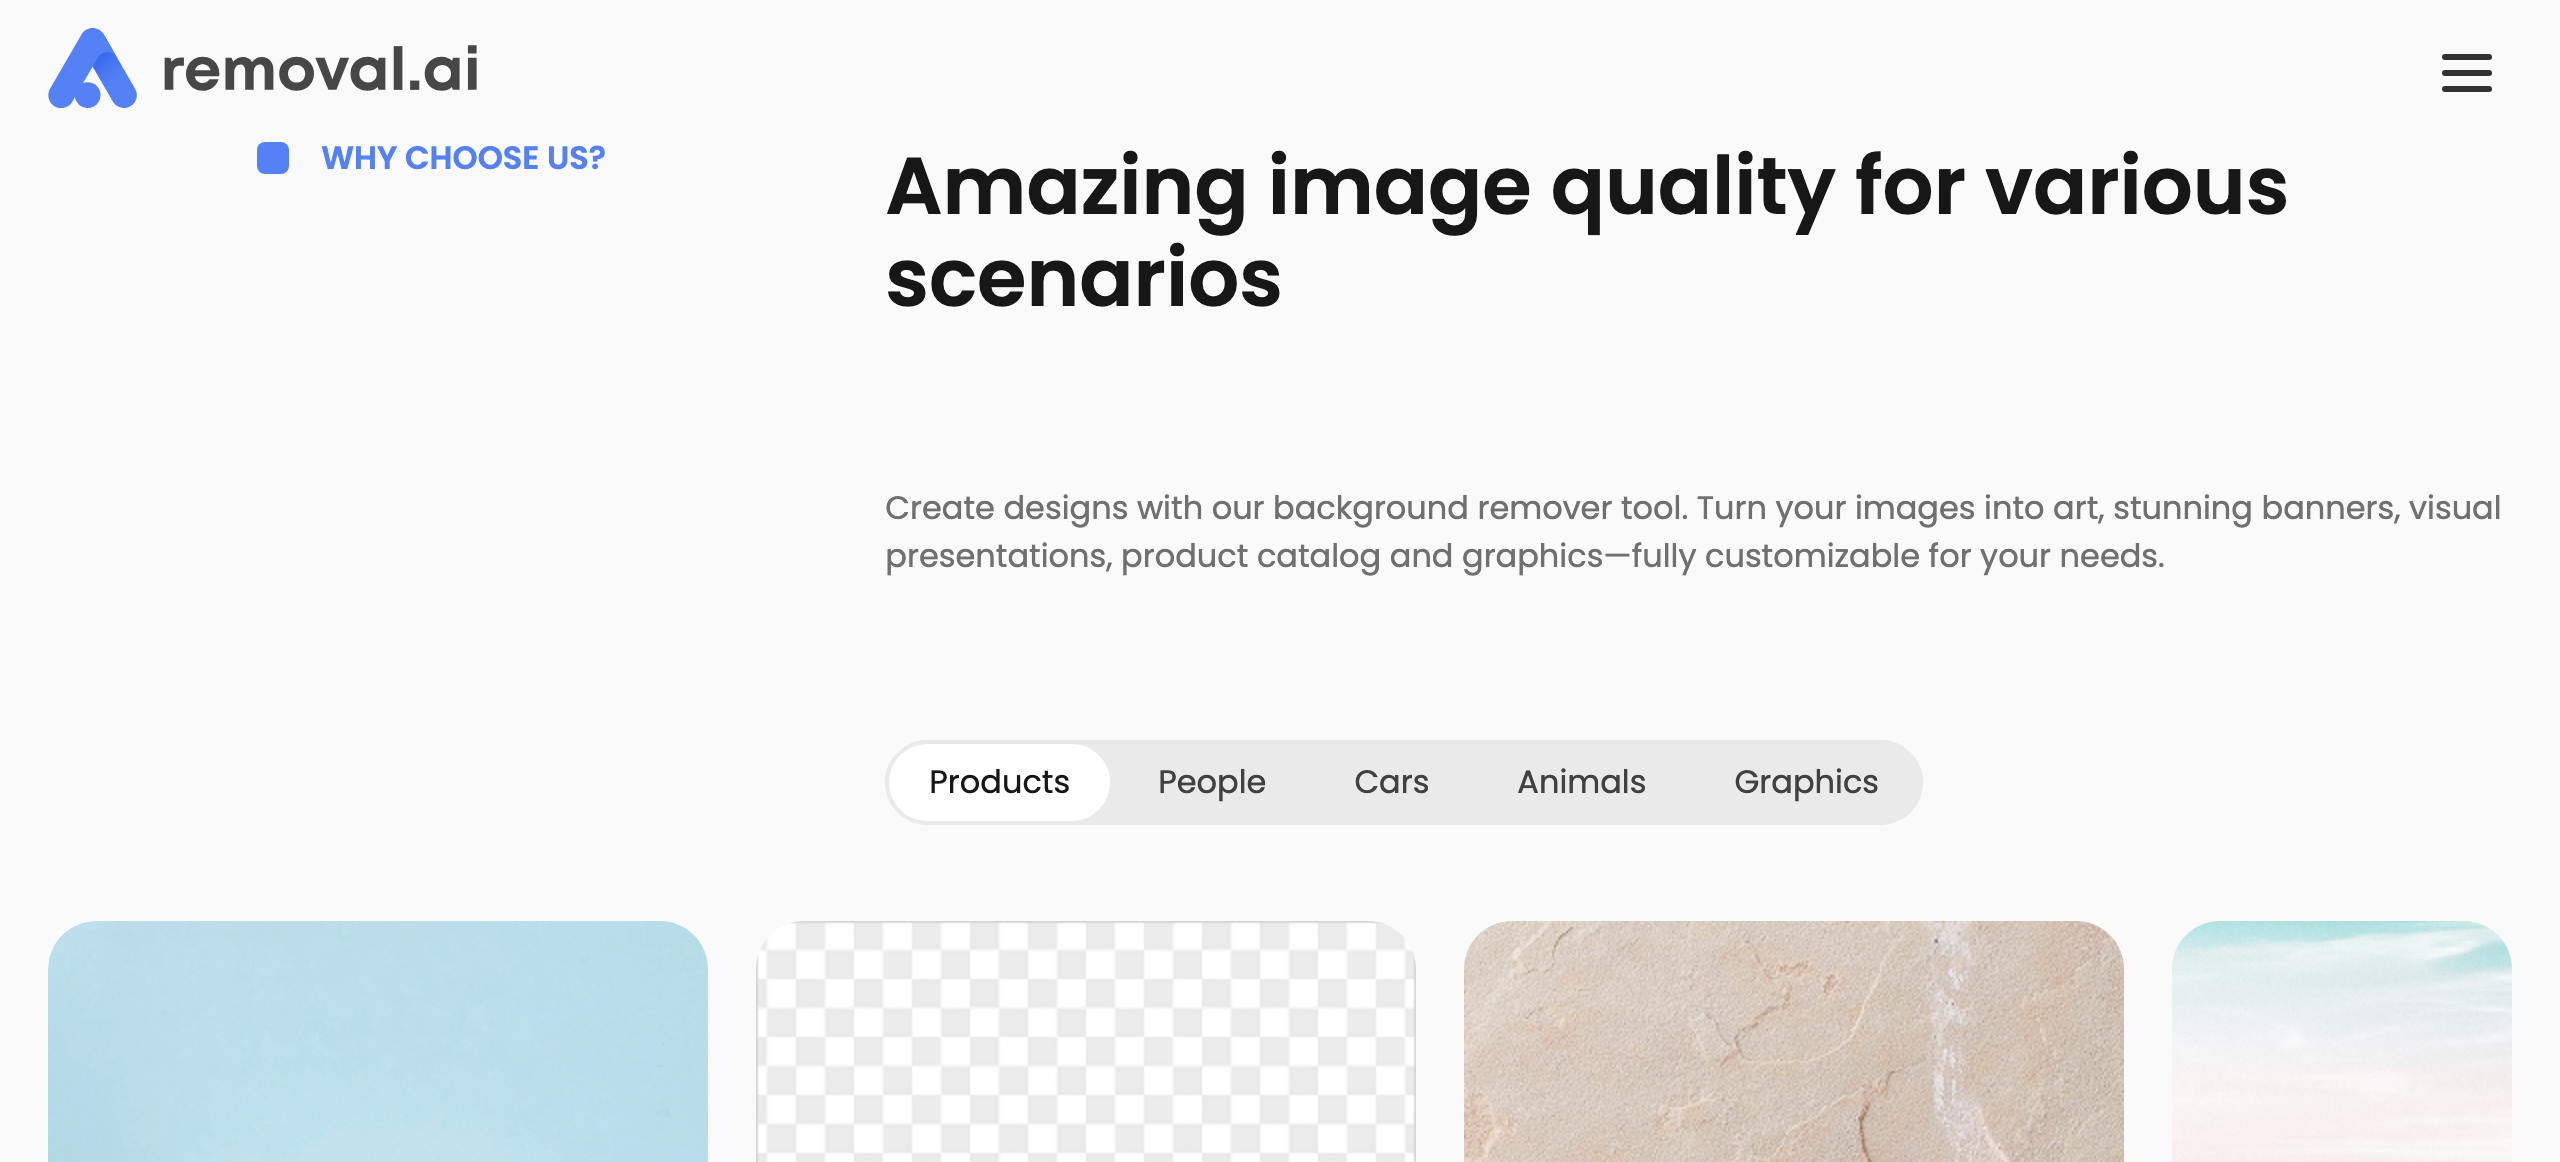 removal.ai
WHY CHOOSE US?
Amazing image quality for various
scenarios
Create designs with our background remover tool. Turn your images into art, stunning banners, visual
presentations, product catalog and graphics—fully customizable for your needs.
Products People Cars Animals Graphics